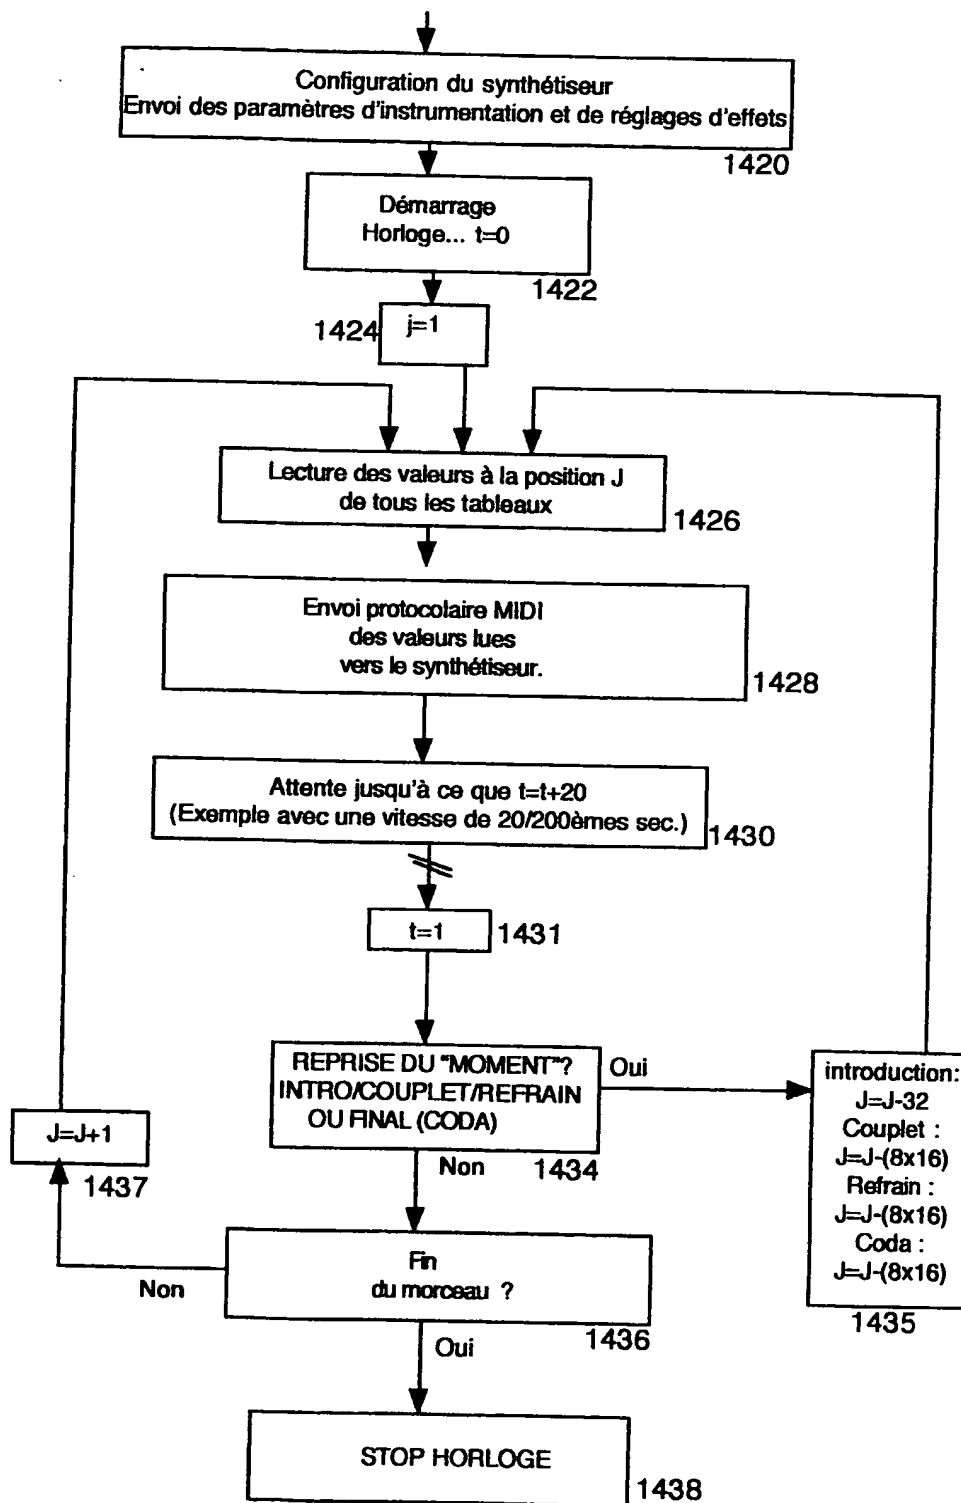 Configuration du synthétiseur
Envoi des paramètres d'instrumentation et de réglages d'effets
1420
Démarrage
Horloge... t=0
1422
1424
j=1
Lecture des valeurs à la position J
de tous les tableaux
1426
Envoi protocolaire MIDI
des valeurs lues
vers le synthétiseur.
1428
Attente jusqu'à ce que t=t+20
(Exemple avec une vitesse de 20/200èmes sec.)
1430
t=1
1431
REPRISE DU "MOMENT"?
INTRO/COUPLET/REFRAIN
OU FINAL (CODA)
1434
Oui
Non
introduction:
J=J-32
Couplet :
J=J-(8x16)
Refrain :
J=J-(8x16)
Coda :
J=J-(8x16)
1435
J=J+1
1437
Fin
du morceau ?
1436
Non
Oui
STOP HORLOGE
1438